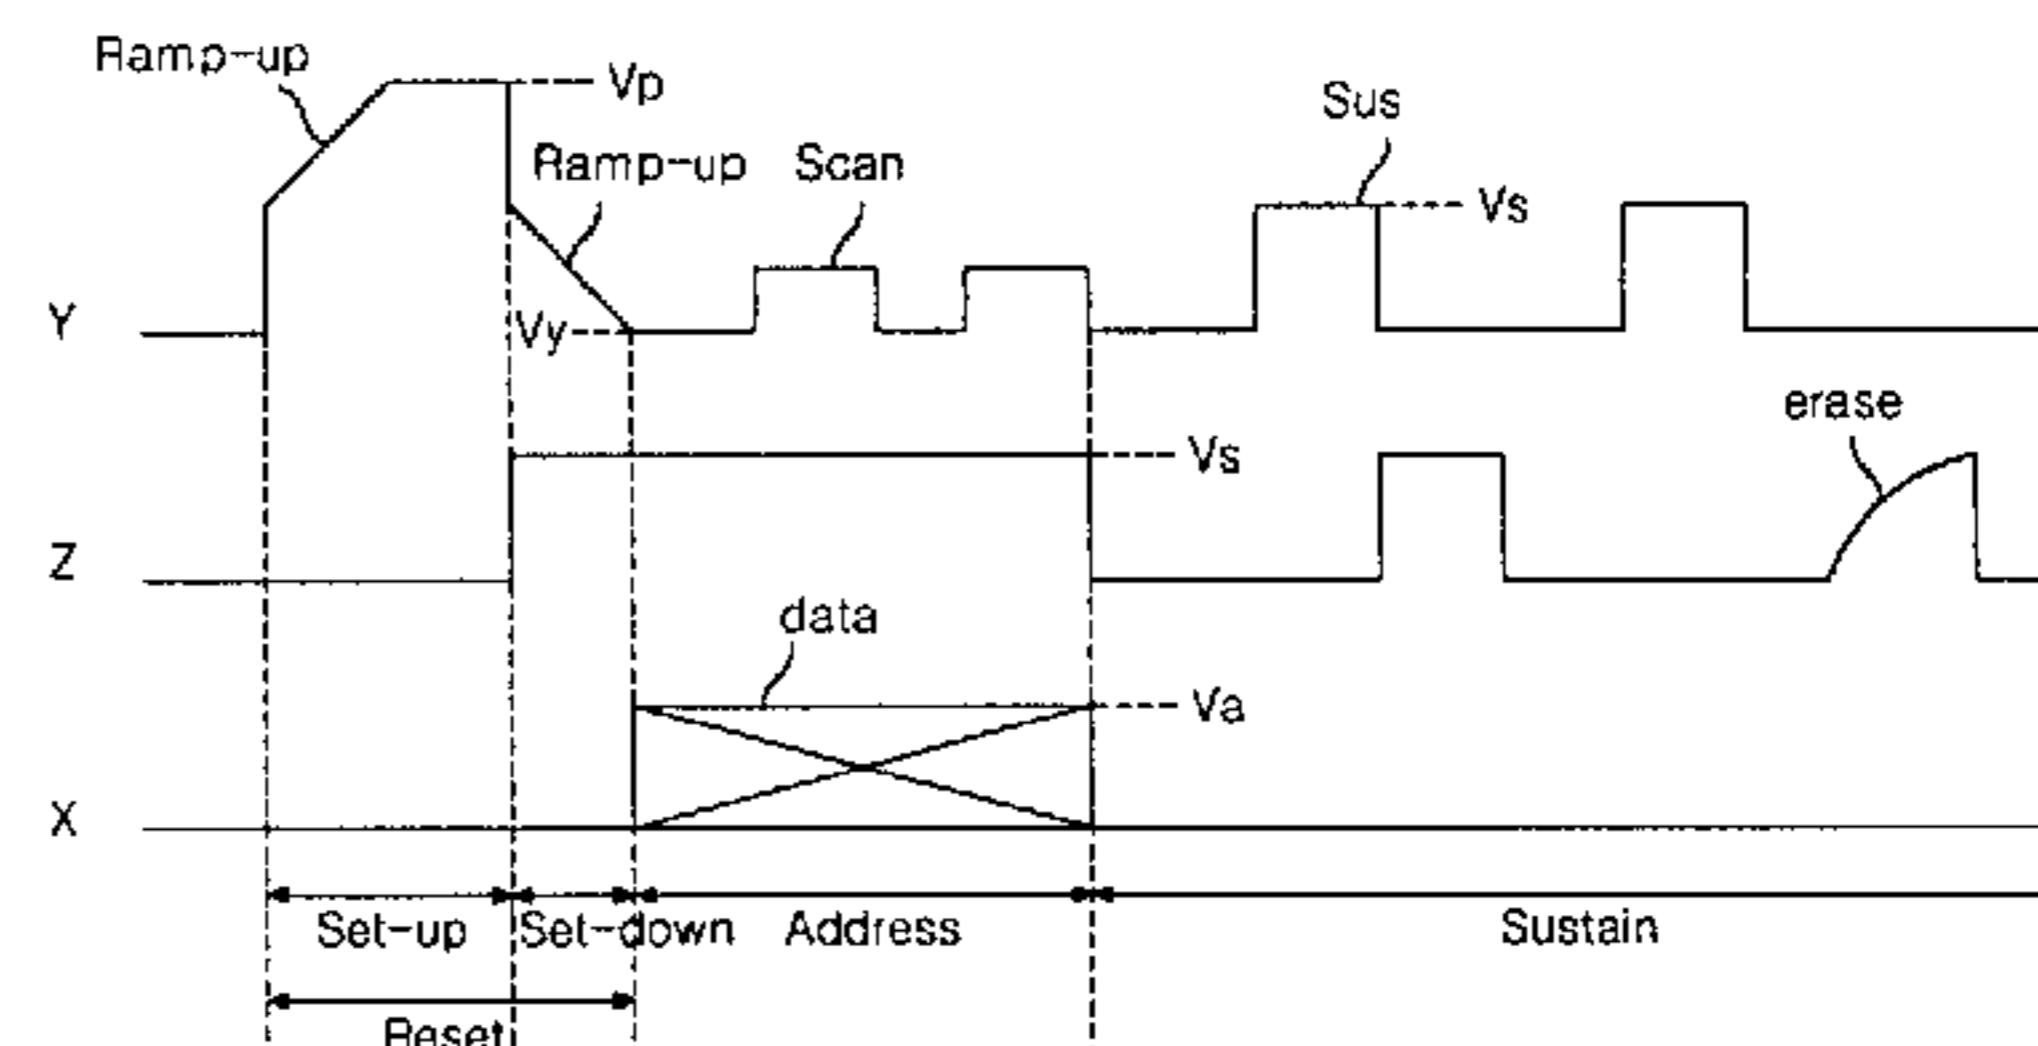 Ramp-up
Vp
Sus
Ramp-up
Scan
Vs
Y
Vy
erase
Vs
Z
data
Va
X
Set-up
Set-down
Address
Sustain
Reset